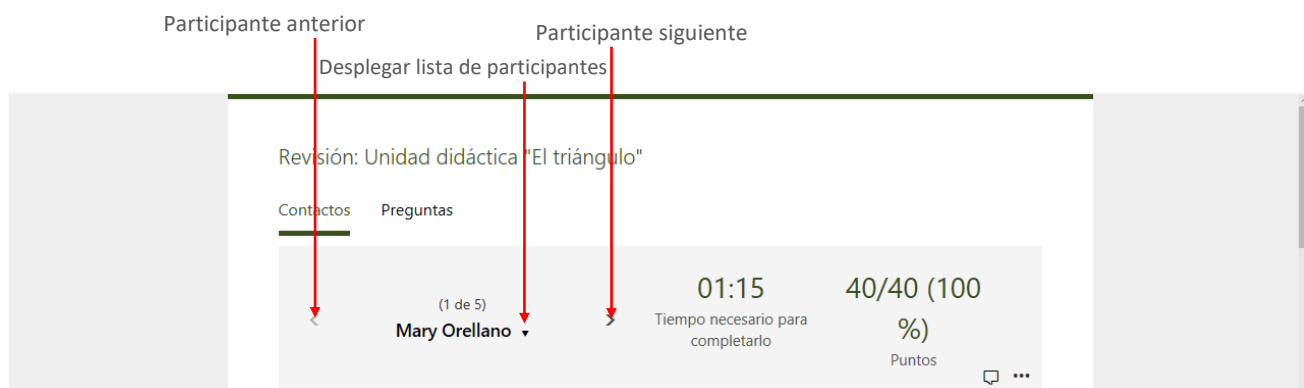 Participante anterior
Participante siguiente
Desplegar lista de participantes
Revisión: Unidad didáctica "El triángulo"
Contactos Preguntas
(1 de 5)
Mary Orellano
01:15
Tiempo necesario para
completarlo
40/40 (100
%)
Puntos